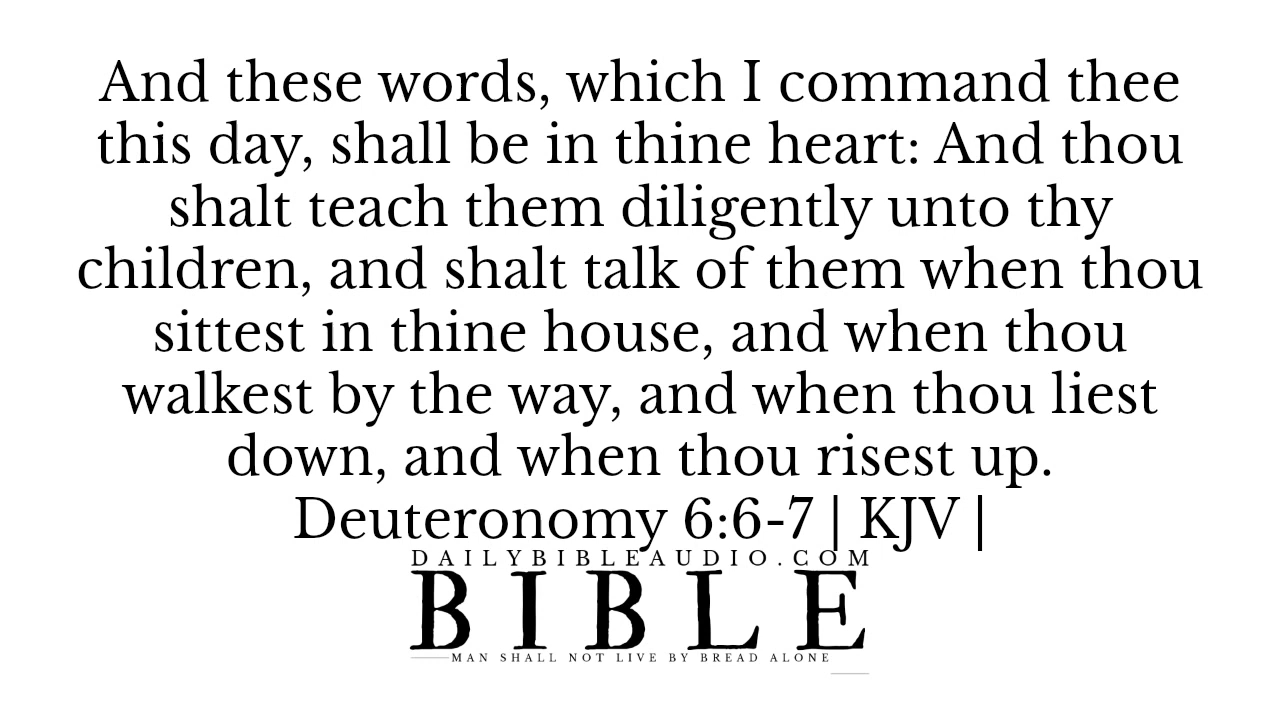 And these words, which I command thee
this day, shall be in thine heart: And thou
shalt teach them diligently unto thy
children, and shalt talk of them when thou
sittest in thine house, and when thou
walkest by the way, and when thou liest
down, and when thou risest up.
Deuteronomy 6:6-7 | KJV |
DAILYBIBLEAUDIO.COM
BIBLE
MAN SHALL NOT LIVE BY BREAD ALONE